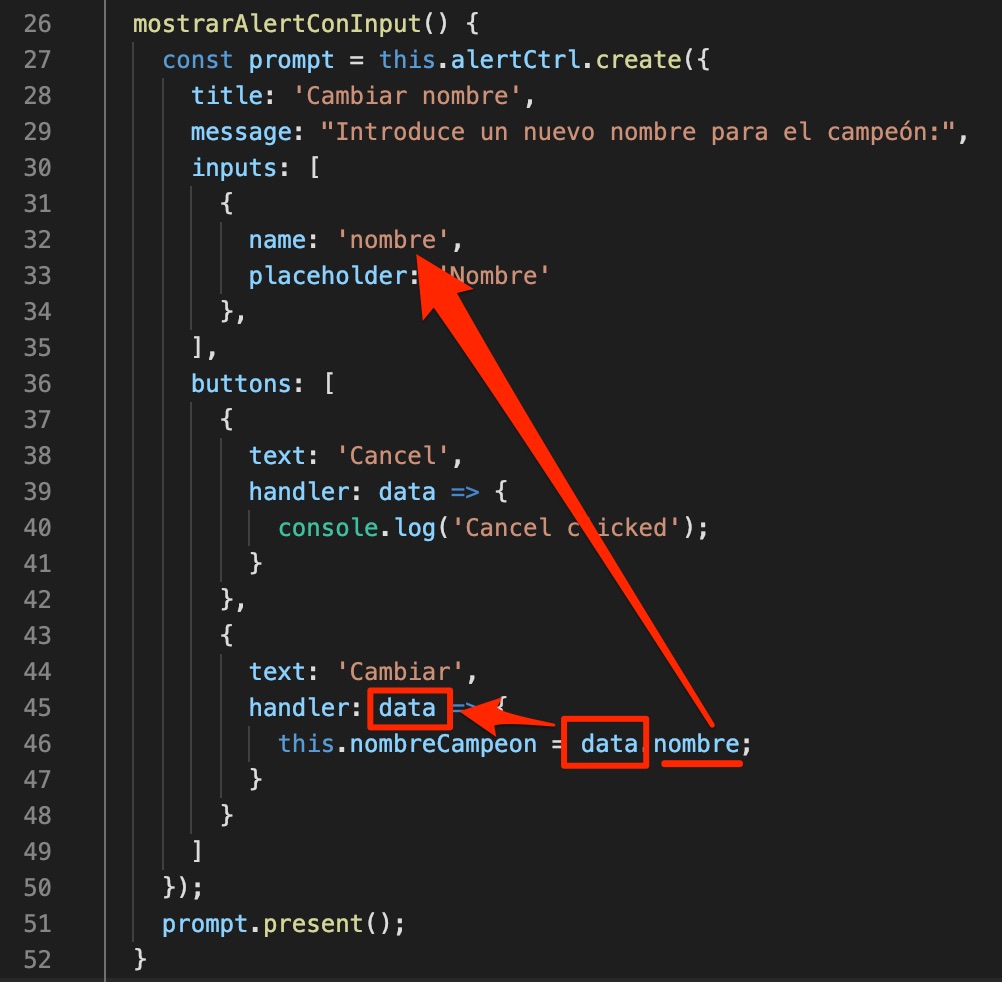 26 mostrarAlertConInput() {
27 const prompt = this.alertCtrl.create({
28 title: 'Cambiar nombre',
29 message: "Introduce un nuevo nombre para el campeón:",
30 inputs: [
31 {
32 name: 'nombre',
33 placeholder: 'Nombre'
34 },
35 ],
36 buttons: [
37 {
38 text: 'Cancel',
39 handler: data => {
40 console.log('Cancel clicked');
41 }
42 },
43 {
44 text: 'Cambiar',
45 handler: data => {
46 this.nombreCampeon = data.nombre;
47 }
48 }
49 ]
50 });
51 prompt.present();
52 }